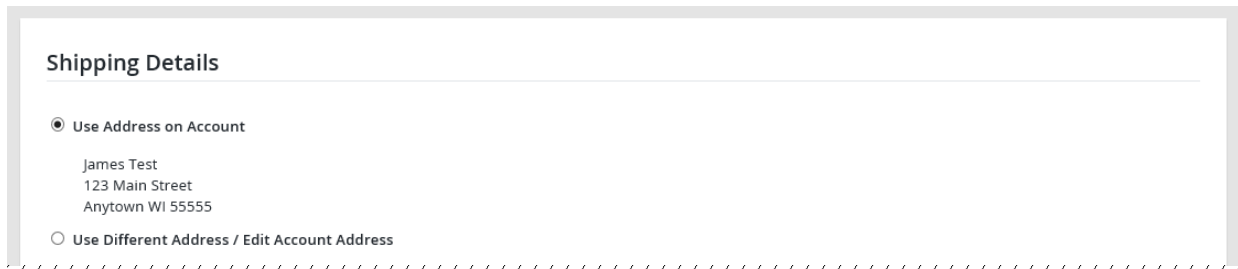 Shipping Details
Use Address on Account
James Test
123 Main Street
Anytown WI 55555
Use Different Address / Edit Account Address